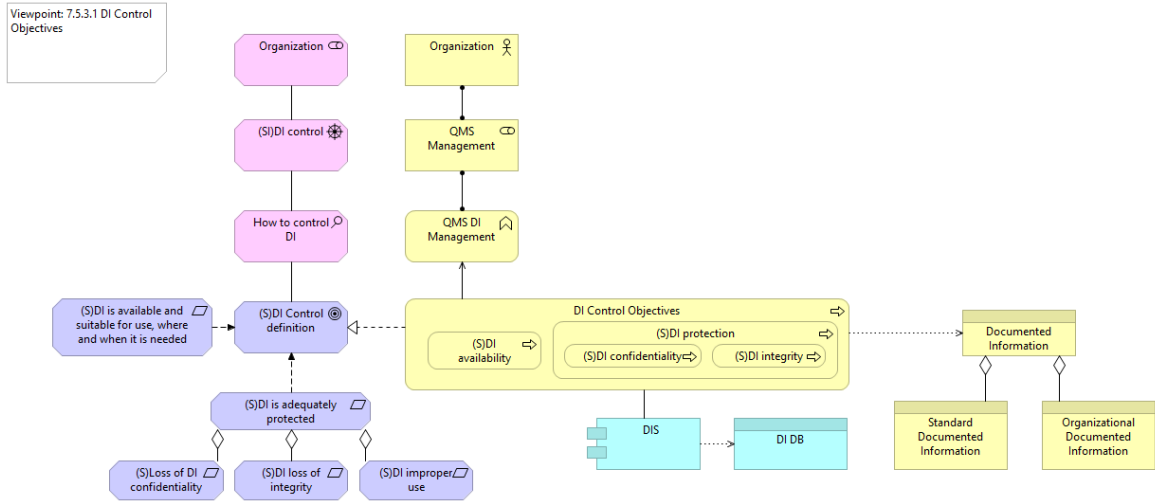 Viewpoint: 7.5.3.1 DI Control
Objectives
Organization
Organization
(SI)DI control
QMS
Management
How to control
DI
QMS DI
Management
(S)DI is available and
suitable for use, where
and when it is needed
(S)DI Control
definition
DI Control Objectives
(S)DI
availability
(S)DI protection
(S)DI confidentiality
(S)DI integrity
Documented
Information
(S)DI is adequately
protected
DIS
DI DB
Standard
Documented
Information
Organizational
Documented
Information
(S)Loss of DI
confidentiality
(S)DI loss of
integrity
(S)DI improper
use